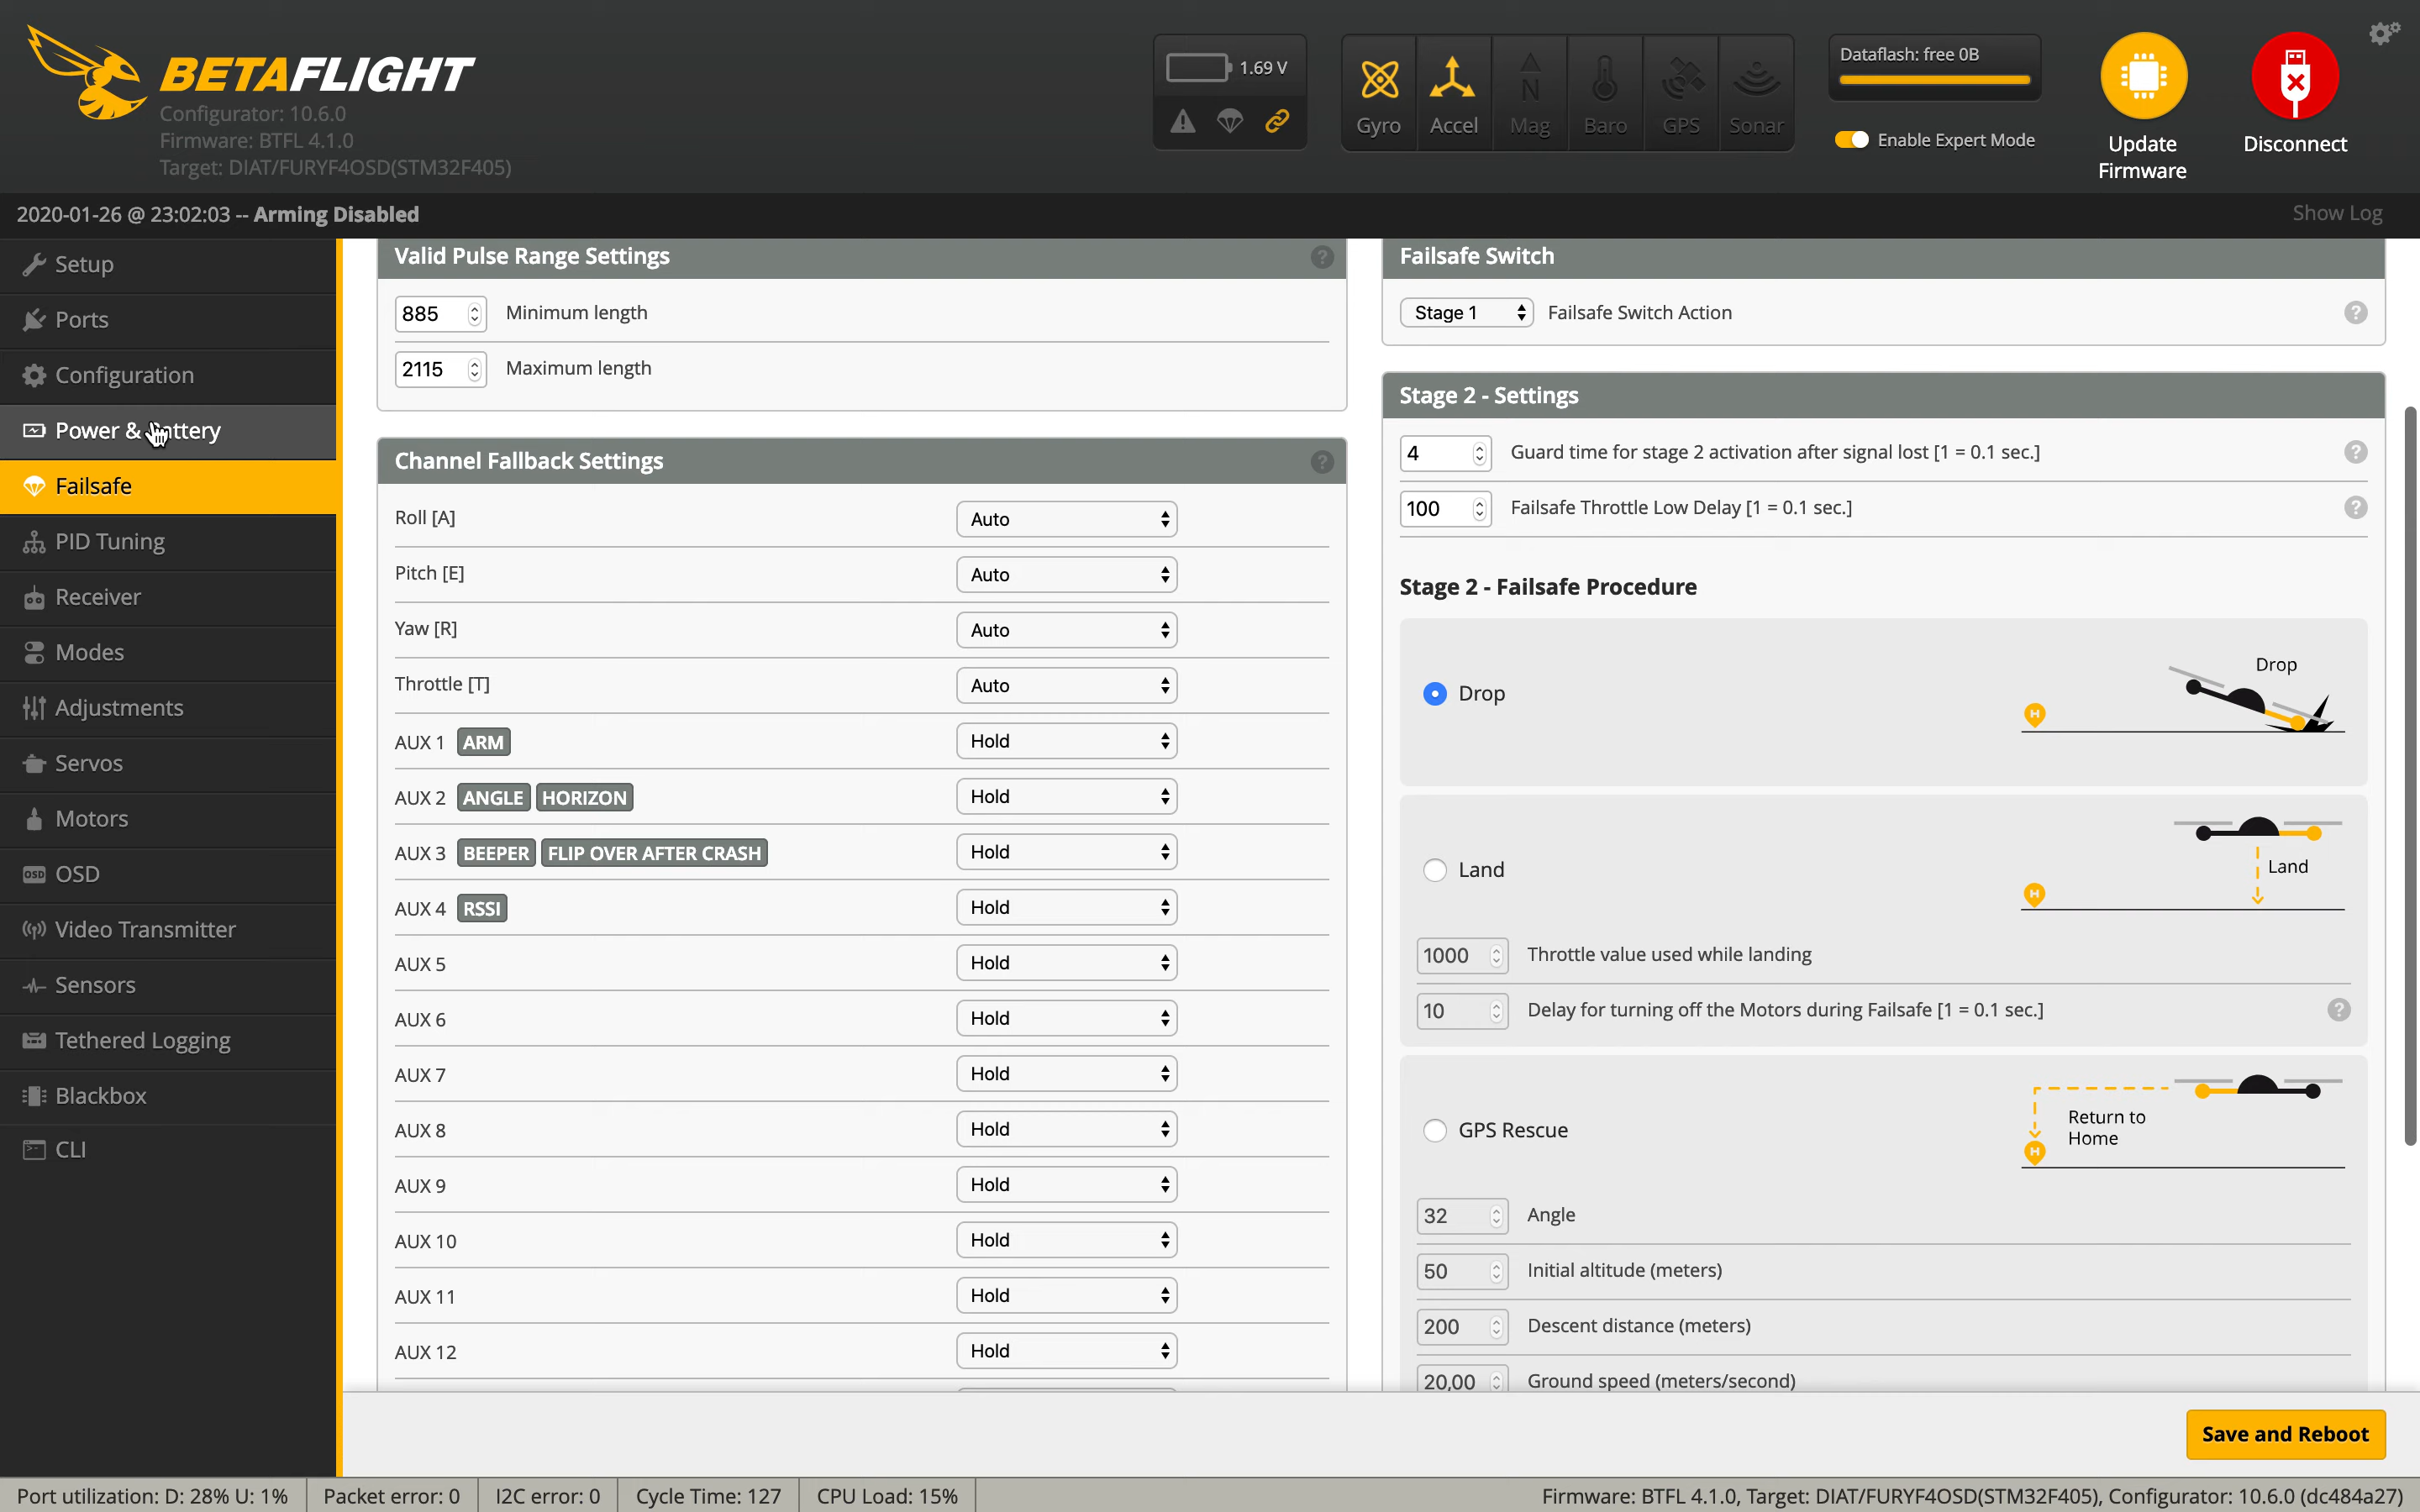 BETAFLIGHT
Configurator: 10.6.0
Firmware: BTFL 4.1.0
Target: DIAT/FURYF4OSD(STM32F405)
1.69 V
Gyro
Accel
N
Mag
Baro
GPS
Sonar
Dataflash: free 0B
Enable Expert Mode
Update
Firmware
Disconnect
2020-01-26 @ 23:02:03 -- Arming Disabled
Show Log
Setup
Ports
Configuration
Power & ttery
Failsafe
PID Tuning
Receiver
Modes
Adjustments
Servos
Motors
OSD OSD
Video Transmitter
Sensors
Tethered Logging
Blackbox
CLI
Valid Pulse Range Settings ?
885 Minimum length
2115 Maximum length
Channel Fallback Settings ?
Roll [A] Auto
Pitch [E] Auto
Yaw [R] Auto
Throttle [T] Auto
AUX 1 ARM Hold
AUX 2 ANGLE HORIZON Hold
AUX 3 BEEPER FLIP OVER AFTER CRASH Hold
AUX 4 RSSI Hold
AUX 5 Hold
AUX 6 Hold
AUX 7 Hold
AUX 8 Hold
AUX 9 Hold
AUX 10 Hold
AUX 11 Hold
AUX 12 Hold
Failsafe Switch
Stage 1 Failsafe Switch Action ?
Stage 2 - Settings
4 Guard time for stage 2 activation after signal lost [1 = 0.1 sec.] ?
100 Failsafe Throttle Low Delay [1 = 0.1 sec.] ?
Stage 2 - Failsafe Procedure
Drop
Drop
H
Land
Land
H
1000 Throttle value used while landing
10 Delay for turning off the Motors during Failsafe [1 = 0.1 sec.] ?
GPS Rescue
Return to
Home
H
32 Angle
50 Initial altitude (meters)
200 Descent distance (meters)
20,00 Ground speed (meters/second)
Save and Reboot
Port utilization: D: 28% U: 1% Packet error: 0 I2C error: 0 Cycle Time: 127 CPU Load: 15% Firmware: BTFL 4.1.0, Target: DIAT/FURYF4OSD(STM32F405), Configurator: 10.6.0 (dc484a27)